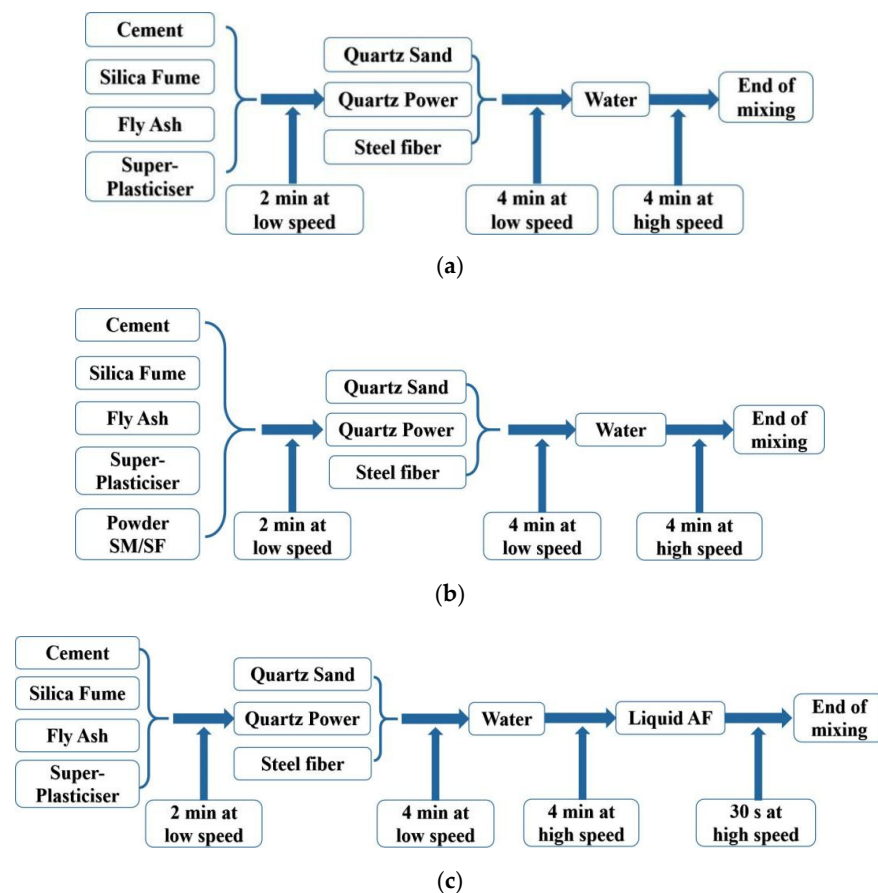 Cement
Silica Fume
Fly Ash
Super-
Plasticiser
2 min at
low speed
Quartz Sand
Quartz Power
Steel fiber
4 min at
low speed
Water
4 min at
high speed
End of
mixing
(a)
Cement
Silica Fume
Fly Ash
Super-
Plasticiser
Powder
SM/SF
2 min at
low speed
Quartz Sand
Quartz Power
Steel fiber
4 min at
low speed
Water
4 min at
high speed
End of
mixing
(b)
Cement
Silica Fume
Fly Ash
Super-
Plasticiser
2 min at
low speed
Quartz Sand
Quartz Power
Steel fiber
4 min at
low speed
Water
4 min at
high speed
Liquid AF
30 s at
high speed
End of
mixing
(c)